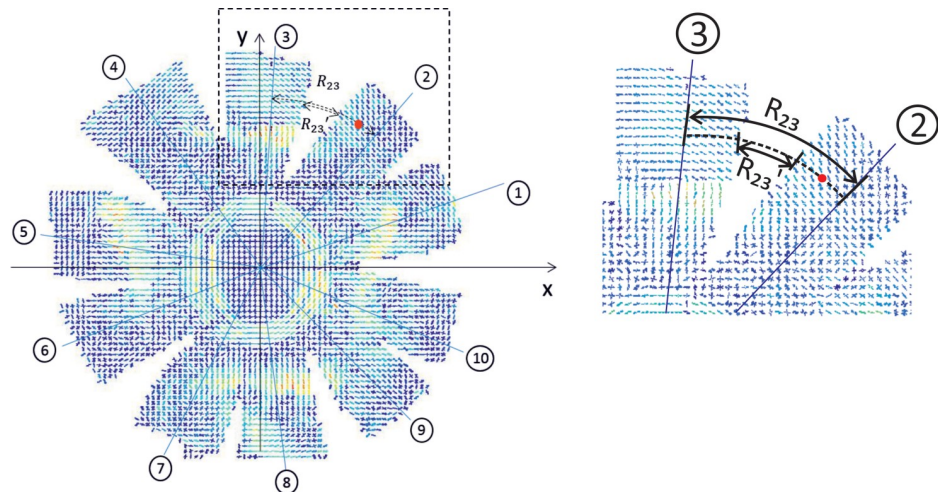 y
③
④
②
R₂₃
R₂₃'
①
⑤
x
⑥
⑩
⑨
⑦
⑧
③
R₂₃
②
R₂₃'